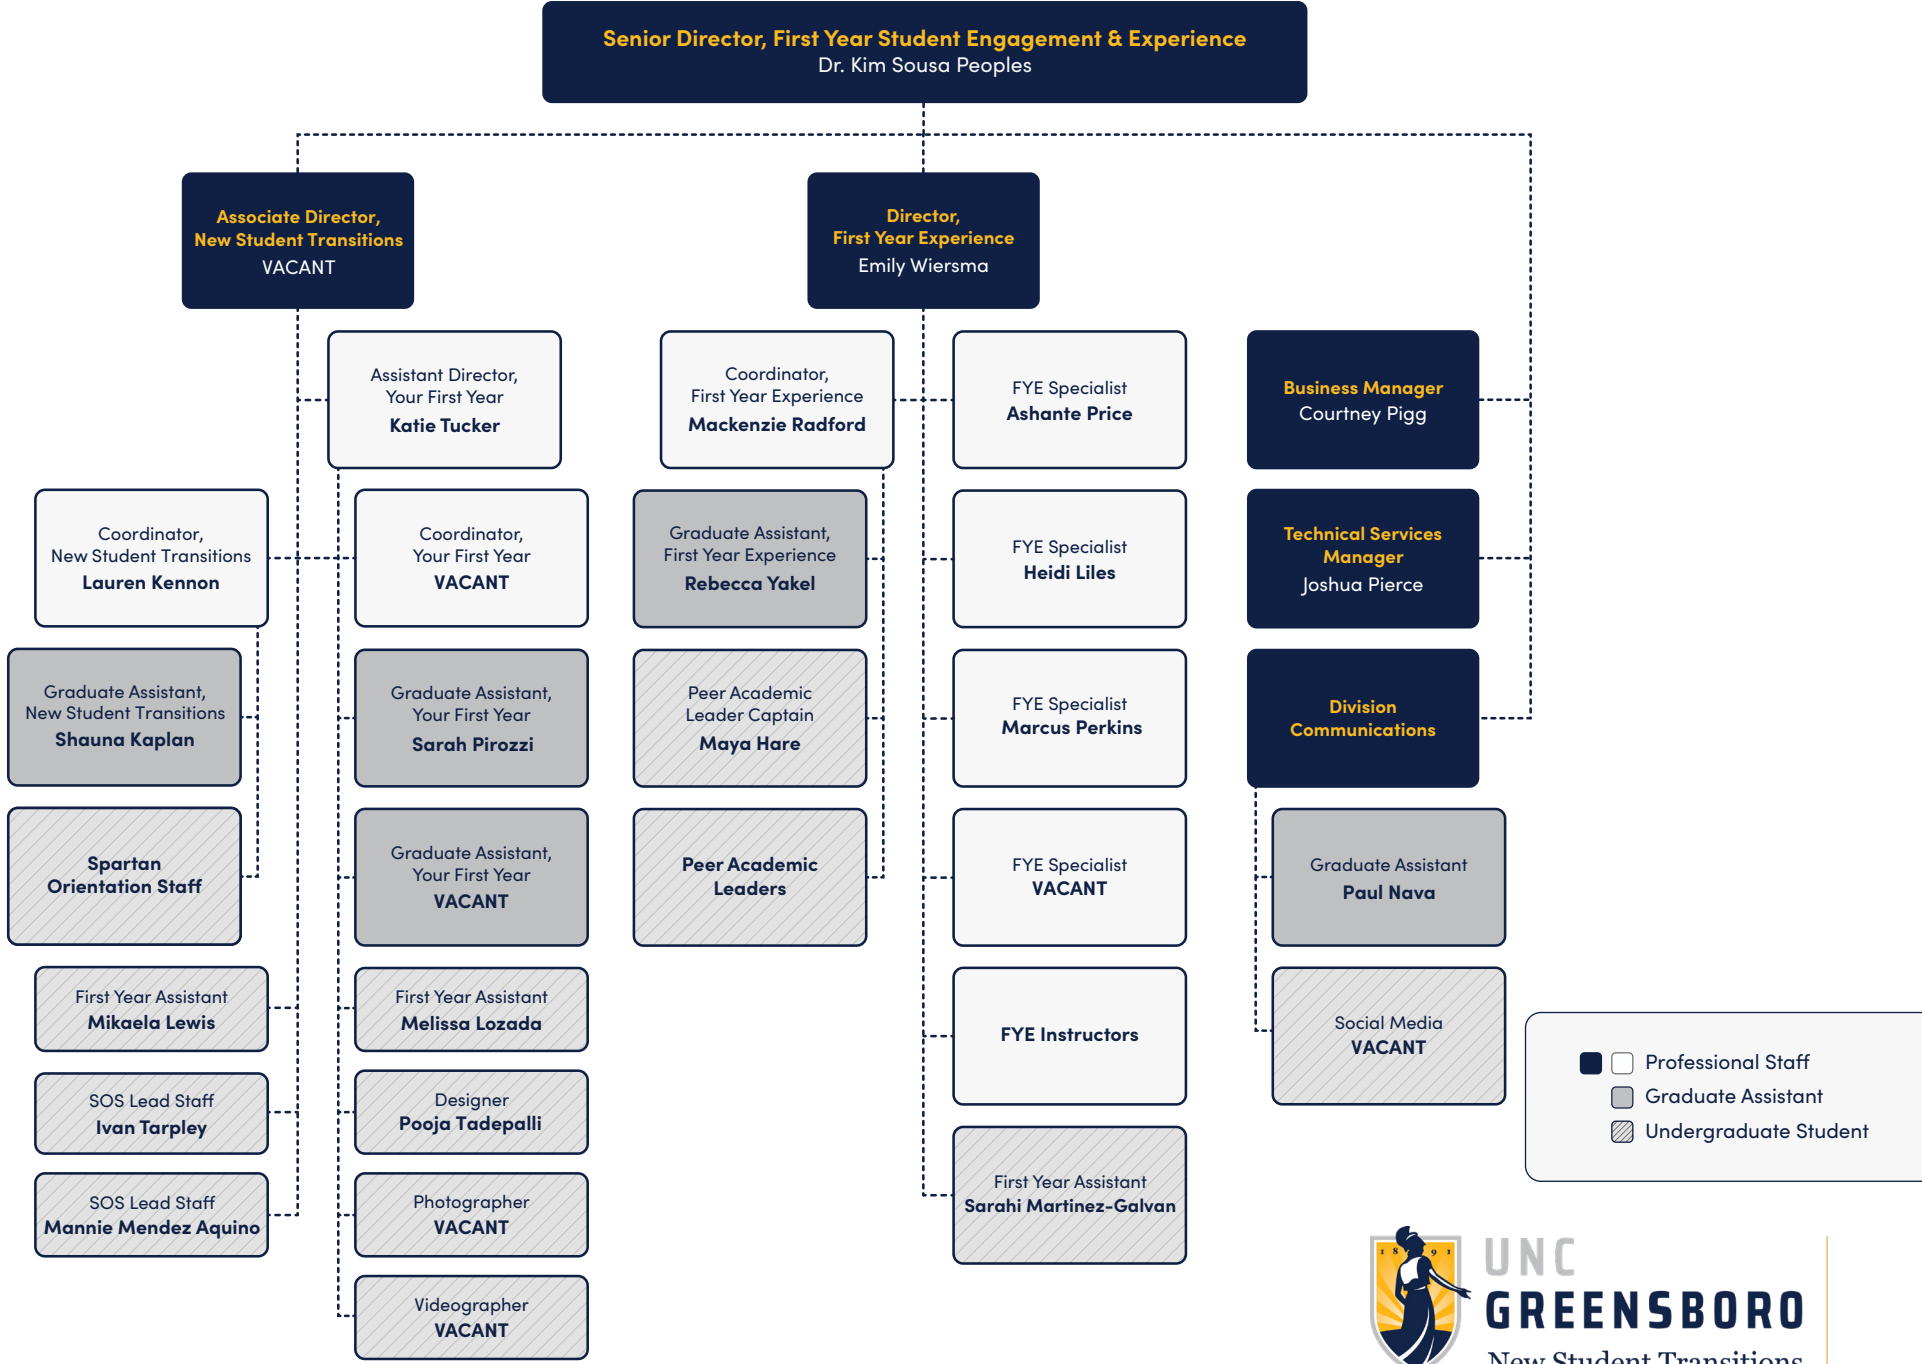 Senior Director, First Year Student Engagement & Experience
Dr. Kim Sousa Peoples
Associate Director,
New Student Transitions
VACANT
Director,
First Year Experience
Emily Wiersma
Assistant Director,
Your First Year
Katie Tucker
Coordinator,
First Year Experience
Mackenzie Radford
FYE Specialist
Ashante Price
Business Manager
Courtney Pigg
Coordinator,
New Student Transitions
Lauren Kennon
Coordinator,
Your First Year
VACANT
Graduate Assistant,
First Year Experience
Rebecca Yakel
FYE Specialist
Heidi Liles
Technical Services
Manager
Joshua Pierce
Graduate Assistant,
New Student Transitions
Shauna Kaplan
Graduate Assistant,
Your First Year
Sarah Pirozzi
Peer Academic
Leader Captain
Maya Hare
FYE Specialist
Marcus Perkins
Division
Communications
Spartan
Orientation Staff
Graduate Assistant,
Your First Year
VACANT
Peer Academic
Leaders
FYE Specialist
VACANT
Graduate Assistant
Paul Nava
First Year Assistant
Mikaela Lewis
First Year Assistant
Melissa Lozada
FYE Instructors
Social Media
VACANT
SOS Lead Staff
Ivan Tarpley
Designer
Pooja Tadepalli
SOS Lead Staff
Mannie Mendez Aquino
Photographer
VACANT
First Year Assistant
Sarahi Martinez-Galvan
Videographer
VACANT
Professional Staff
Graduate Assistant
Undergraduate Student
18 91
UNC
GREENSBORO
New Student Transitions